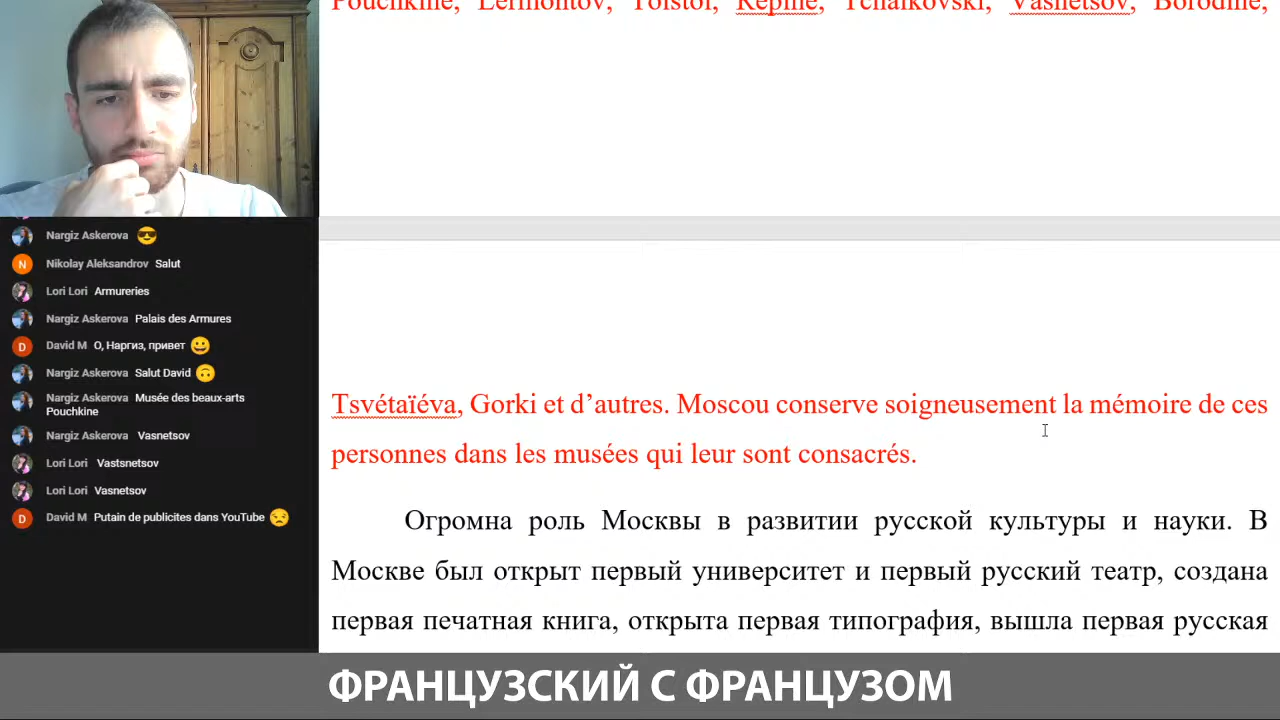 Pouchkine, Lermontov, Tolstoï, Répine, Tchaïkovski, Vasnetsov, Borodine,
Nargiz Askerova 😎
N Nikolay Aleksandrov Salut
Lori Lori Armureries
Nargiz Askerova Palais des Armures
D David M О, Наргиз, привет 😀
Nargiz Askerova Salut David 🙃
Nargiz Askerova Musée des beaux-arts
Pouchkine
Nargiz Askerova Vasnetsov
Lori Lori Vastsnetsov
Lori Lori Vasnetsov
D David M Putain de publicites dans YouTube 😒
Tsvétaïéva, Gorki et d’autres. Moscou conserve soigneusement la mémoire de ces
personnes dans les musées qui leur sont consacrés.
Огромна роль Москвы в развитии русской культуры и науки. В
Москве был открыт первый университет и первый русский театр, создана
первая печатная книга, открыта первая типография, вышла первая русская
ФРАНЦУЗСКИЙ С ФРАНЦУЗОМ